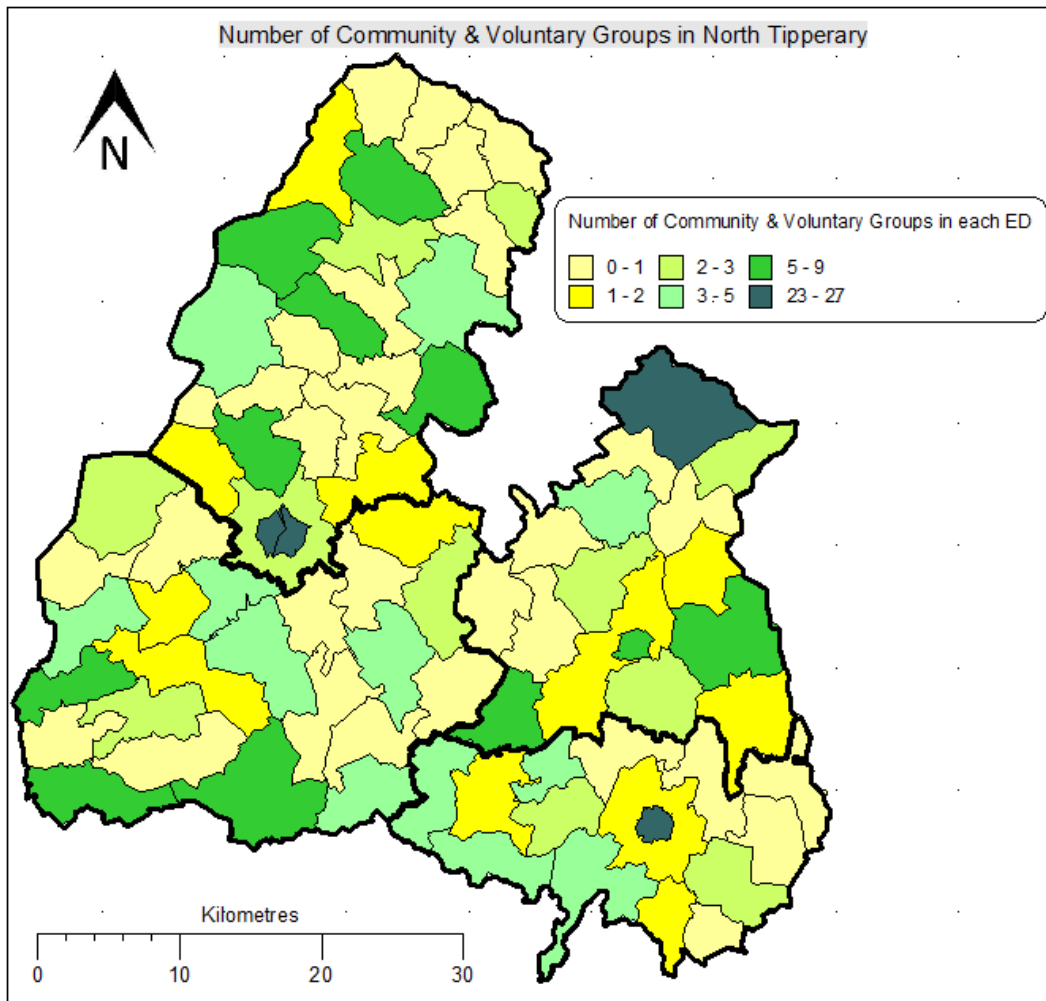 Number of Community & Voluntary Groups in North Tipperary
N
Number of Community & Voluntary Groups in each ED
0 - 1 2 - 3 5 - 9
1 - 2 3 - 5 23 - 27
Kilometres
0 10 20 30